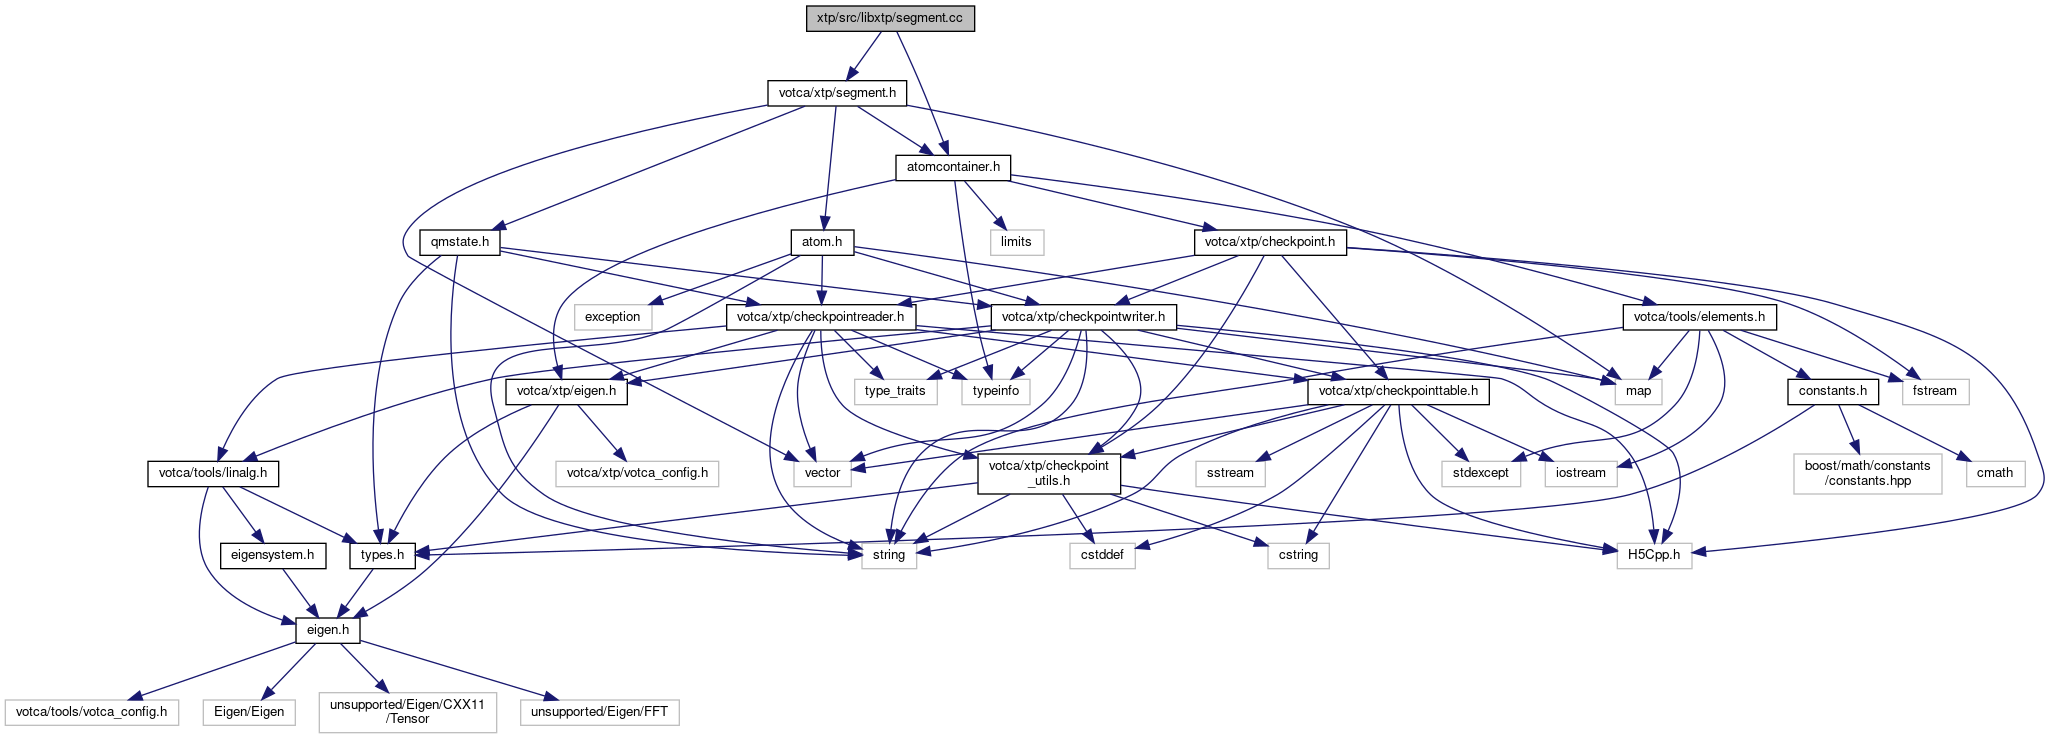 xtp/src/libxtp/segment.cc
votca/xtp/segment.h
atomcontainer.h
qmstate.h
atom.h
limits
votca/xtp/checkpoint.h
exception
votca/xtp/checkpointreader.h
votca/xtp/checkpointwriter.h
votca/tools/elements.h
votca/xtp/eigen.h
type_traits
typeinfo
votca/xtp/checkpointtable.h
map
constants.h
fstream
votca/tools/linalg.h
votca/xtp/votca_config.h
vector
votca/xtp/checkpoint
_utils.h
sstream
stdexcept
iostream
boost/math/constants
/constants.hpp
cmath
eigensystem.h
types.h
string
cstddef
cstring
H5Cpp.h
eigen.h
votca/tools/votca_config.h
Eigen/Eigen
unsupported/Eigen/CXX11
/Tensor
unsupported/Eigen/FFT